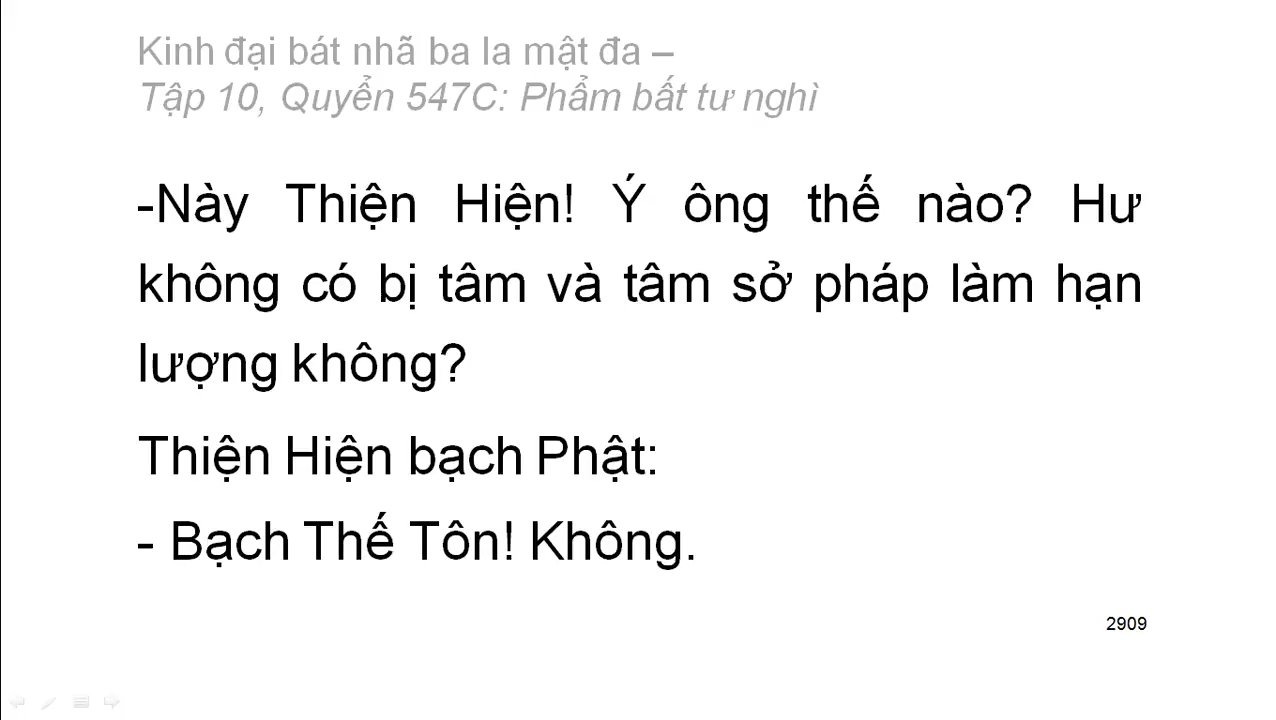 Kinh đại bát nhã ba la mật đa –
Tập 10, Quyển 547C: Phẩm bất tư nghì
-Này Thiện Hiện! Ý ông thế nào? Hư
không có bị tâm và tâm sở pháp làm hạn
lượng không?
Thiện Hiện bạch Phật:
- Bạch Thế Tôn! Không.
2909